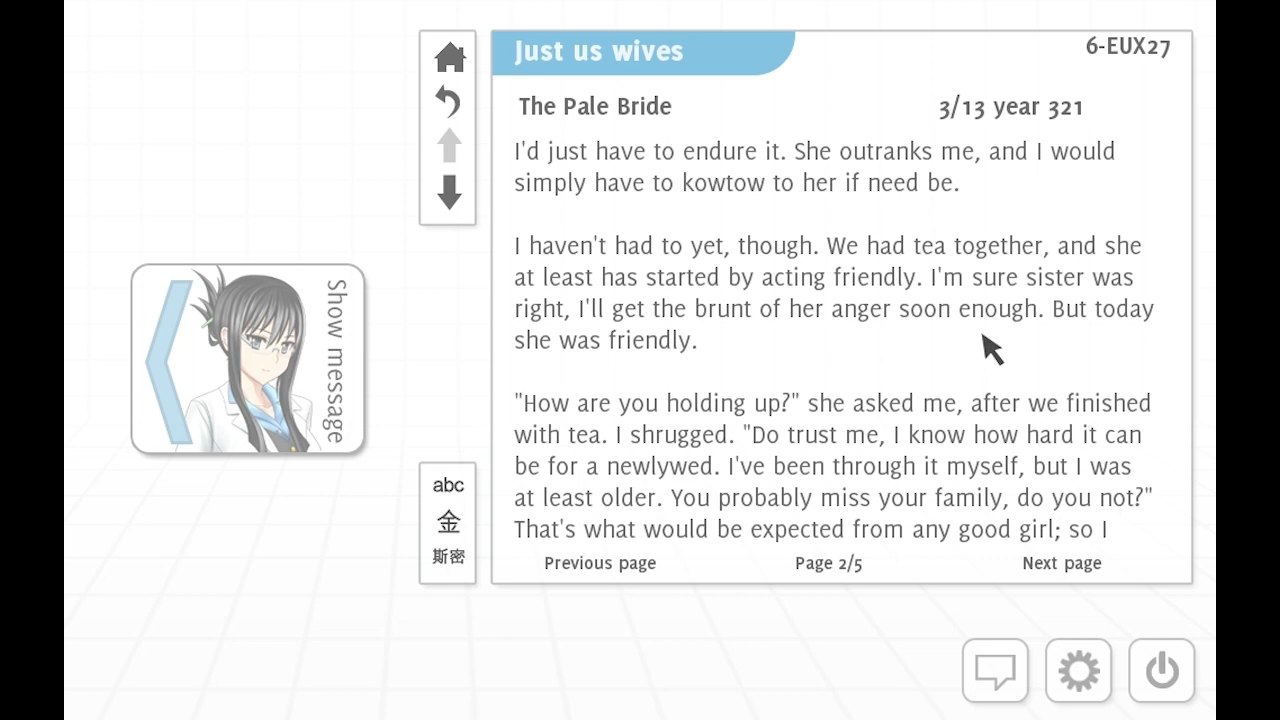 Just us wives
6-EUX27
The Pale Bride
3/13 year 321
I'd just have to endure it. She outranks me, and I would
simply have to kowtow to her if need be.
I haven't had to yet, though. We had tea together, and she
at least has started by acting friendly. I'm sure sister was
right, I'll get the brunt of her anger soon enough. But today
she was friendly.
"How are you holding up?" she asked me, after we finished
with tea. I shrugged. "Do trust me, I know how hard it can
be for a newlywed. I've been through it myself, but I was
at least older. You probably miss your family, do you not?"
That's what would be expected from any good girl; so I
Previous page
Page 2/5
Next page
Show message
abc
金
斯密